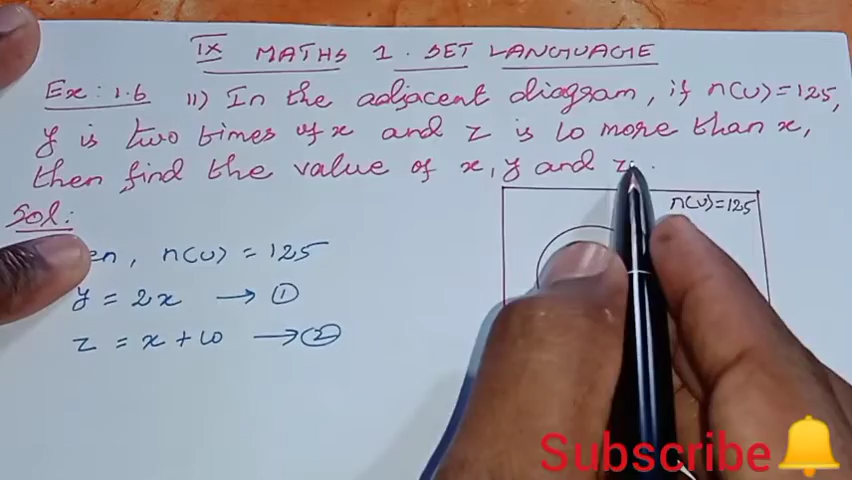 IX MATHS 1. SET LANGUAGE
Ex: 1.6 11) In the adjacent diagram, if n(U)=125,
y is two times of x and z is 10 more than x,
then find the value of x, y and z.
Sol:
n(U)=125
n(U) = 125
y = 2x → ①
z = x+10 → ②
Subscribe